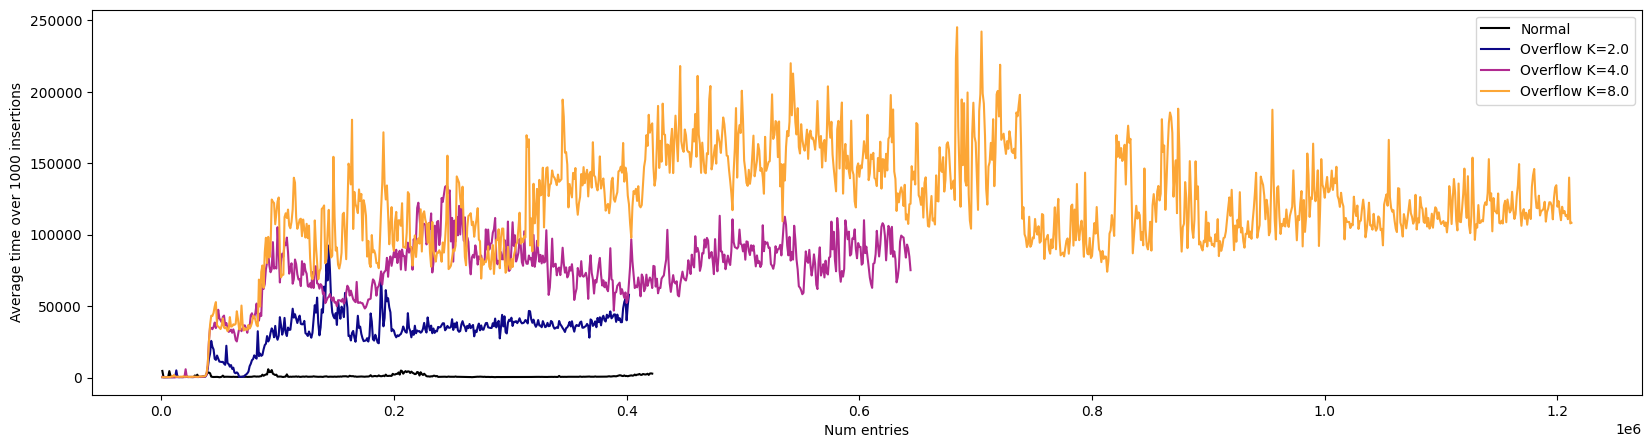 250000
200000
150000
100000
50000
0
Average time over 1000 insertions
Normal
Overflow K=2.0
Overflow K=4.0
Overflow K=8.0
0.0 0.2 0.4 0.6 0.8 1.0 1.2
1e6
Num entries